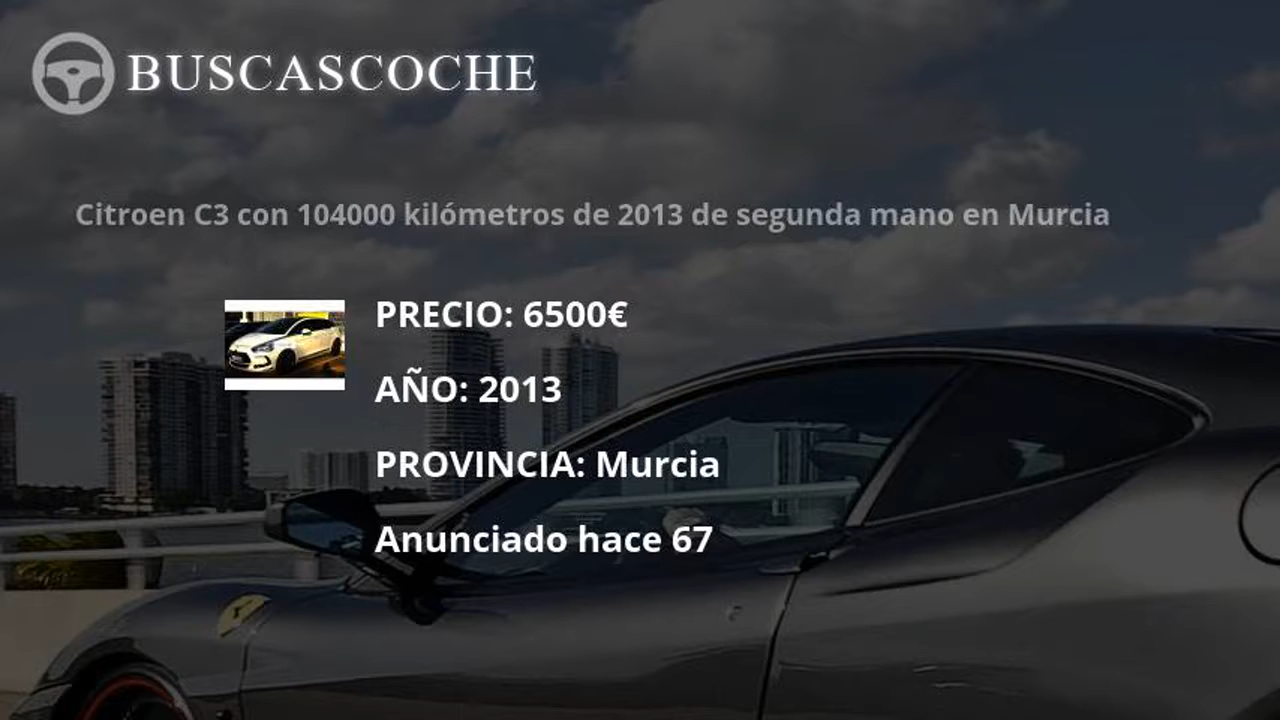 BUSCASCOCHE
Citroen C3 con 104000 kilómetros de 2013 de segunda mano en Murcia
PRECIO: 6500€
AÑO: 2013
PROVINCIA: Murcia
Anunciado hace 67